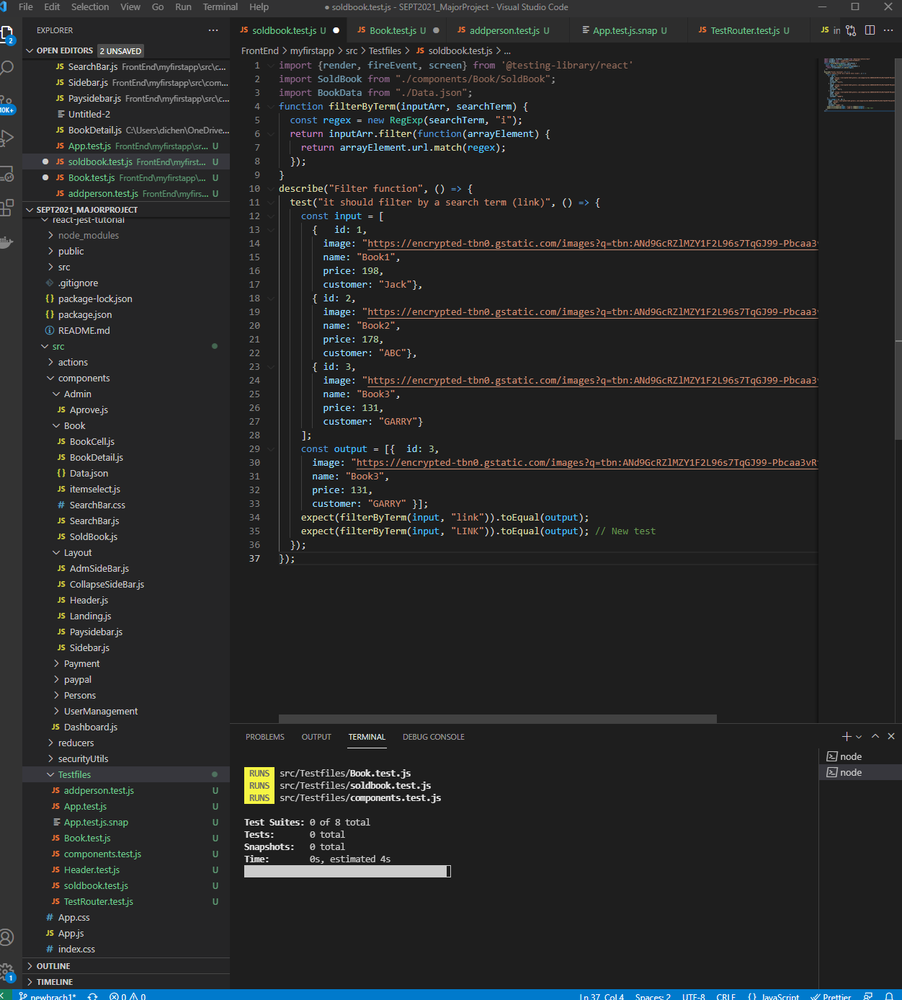 File Edit Selection View Go Run Terminal Help ● soldbook.test.js - SEPT2021_MajorProject - Visual Studio Code
EXPLORER ···
OPEN EDITORS 2 UNSAVED
JS SearchBar.js FrontEnd\myfirstapp\src\c...
JS Sidebar.js FrontEnd\myfirstapp\src\com...
JS Paysidebar.js FrontEnd\myfirstapp\src\c...
Untitled-2
JS BookDetail.js C:\Users\dichen\OneDrive...
JS App.test.js FrontEnd\myfirstapp\sr... U
● JS soldbook.test.js FrontEnd\myfirst... U
● JS Book.test.js FrontEnd\myfirstapp\... U
JS addperson.test.js FrontEnd\myfirs... U
SEPT2021_MAJORPROJECT
react-jest-tutorial
node_modules
public
src
.gitignore
{} package-lock.json
{} package.json
README.md
src
actions
components
Admin
JS Aprove.js
Book
JS BookCell.js
JS BookDetail.js
{} Data.json
JS itemselect.js
# SearchBar.css
JS SearchBar.js
JS SoldBook.js
Layout
JS AdmSideBar.js
JS CollapseSideBar.js
JS Header.js
JS Landing.js
JS Paysidebar.js
JS Sidebar.js
Payment
paypal
Persons
UserManagement
JS Dashboard.js
reducers
securityUtils
Testfiles
JS addperson.test.js U
JS App.test.js U
App.test.js.snap U
JS Book.test.js U
JS components.test.js U
JS Header.test.js U
JS soldbook.test.js U
JS TestRouter.test.js U
# App.css
JS App.js
# index.css
OUTLINE
TIMELINE
2
10K+
1
JS soldbook.test.js U ● JS Book.test.js U ● JS addperson.test.js U App.test.js.snap U JS TestRouter.test.js U JS in ···
FrontEnd > myfirstapp > src > Testfiles > JS soldbook.test.js > ...
1 import {render, fireEvent, screen} from '@testing-library/react'
2 import SoldBook from "./components/Book/SoldBook";
3 import BookData from "./Data.json";
4 function filterByTerm(inputArr, searchTerm) {
5 const regex = new RegExp(searchTerm, "i");
6 return inputArr.filter(function(arrayElement) {
7 return arrayElement.url.match(regex);
8 });
9 }
10 describe("Filter function", () => {
11 test("it should filter by a search term (link)", () => {
12 const input = [
13 { id: 1,
14 image: "https://encrypted-tbn0.gstatic.com/images?q=tbn:ANd9GcRZlMZY1F2L96s7TqGJ99-Pbcaa3v
15 name: "Book1",
16 price: 198,
17 customer: "Jack"},
18 { id: 2,
19 image: "https://encrypted-tbn0.gstatic.com/images?q=tbn:ANd9GcRZlMZY1F2L96s7TqGJ99-Pbcaa3v
20 name: "Book2",
21 price: 178,
22 customer: "ABC"},
23 { id: 3,
24 image: "https://encrypted-tbn0.gstatic.com/images?q=tbn:ANd9GcRZlMZY1F2L96s7TqGJ99-Pbcaa3v
25 name: "Book3",
26 price: 131,
27 customer: "GARRY"}
28 ];
29 const output = [{ id: 3,
30 image: "https://encrypted-tbn0.gstatic.com/images?q=tbn:ANd9GcRZlMZY1F2L96s7TqGJ99-Pbcaa3vR
31 name: "Book3",
32 price: 131,
33 customer: "GARRY" }];
34 expect(filterByTerm(input, "link")).toEqual(output);
35 expect(filterByTerm(input, "LINK")).toEqual(output); // New test
36 });
37 });
PROBLEMS OUTPUT TERMINAL DEBUG CONSOLE
node
node
RUNS src/Testfiles/Book.test.js
RUNS src/Testfiles/soldbook.test.js
RUNS src/Testfiles/components.test.js
Test Suites: 0 of 8 total
Tests: 0 total
Snapshots: 0 total
Time: 0s, estimated 4s
newbrach1* 0 0 Ln 37, Col 4 Spaces: 2 UTF-8 CRLF {} JavaScript Prettier